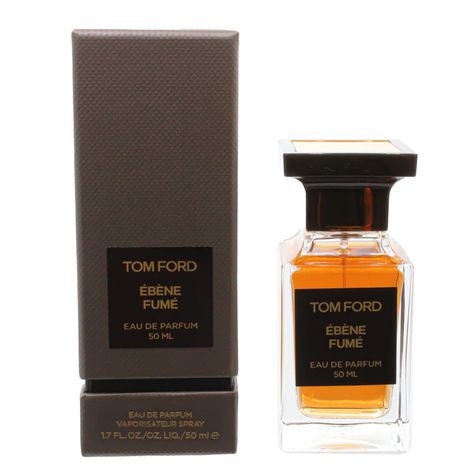 TOM FORD
ÉBÈNE
FUMÉ
EAU DE PARFUM
50 ML
EAU DE PARFUM
VAPORISATEUR SPRAY
1.7 FL.OZ./OZ. LIQ./50 ml e
TOM FORD
ÉBÈNE
FUMÉ
EAU DE PARFUM
50 ML